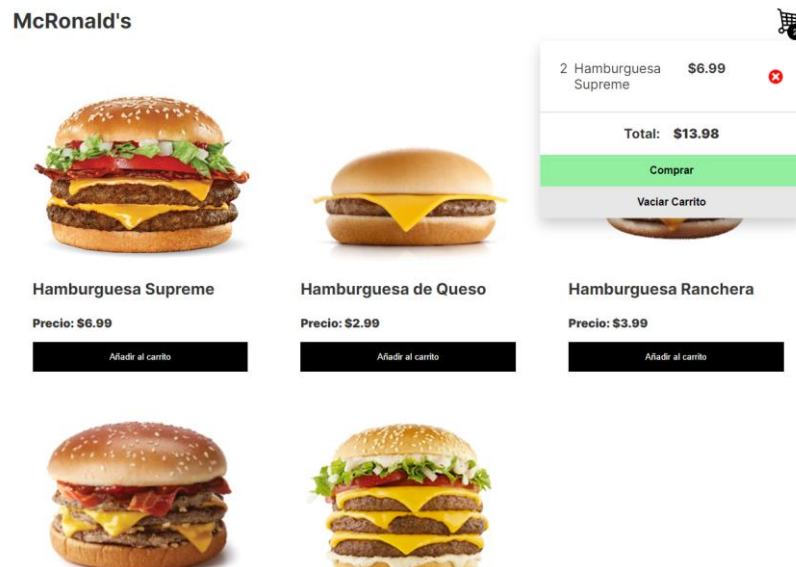 McRonald's
2 Hamburguesa $6.99
Supreme
Total: $13.98
Comprar
Vaciar Carrito
Hamburguesa Supreme
Precio: $6.99
Añadir al carrito
Hamburguesa de Queso
Precio: $2.99
Añadir al carrito
Hamburguesa Ranchera
Precio: $3.99
Añadir al carrito